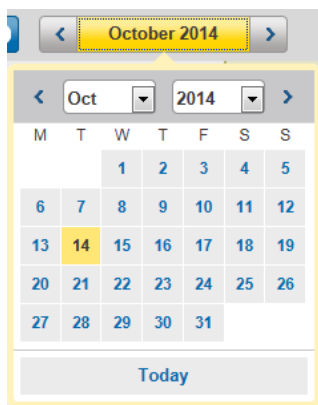 October 2014
Oct 2014
M T W T F S S
1 2 3 4 5
6 7 8 9 10 11 12
13 14 15 16 17 18 19
20 21 22 23 24 25 26
27 28 29 30 31
Today